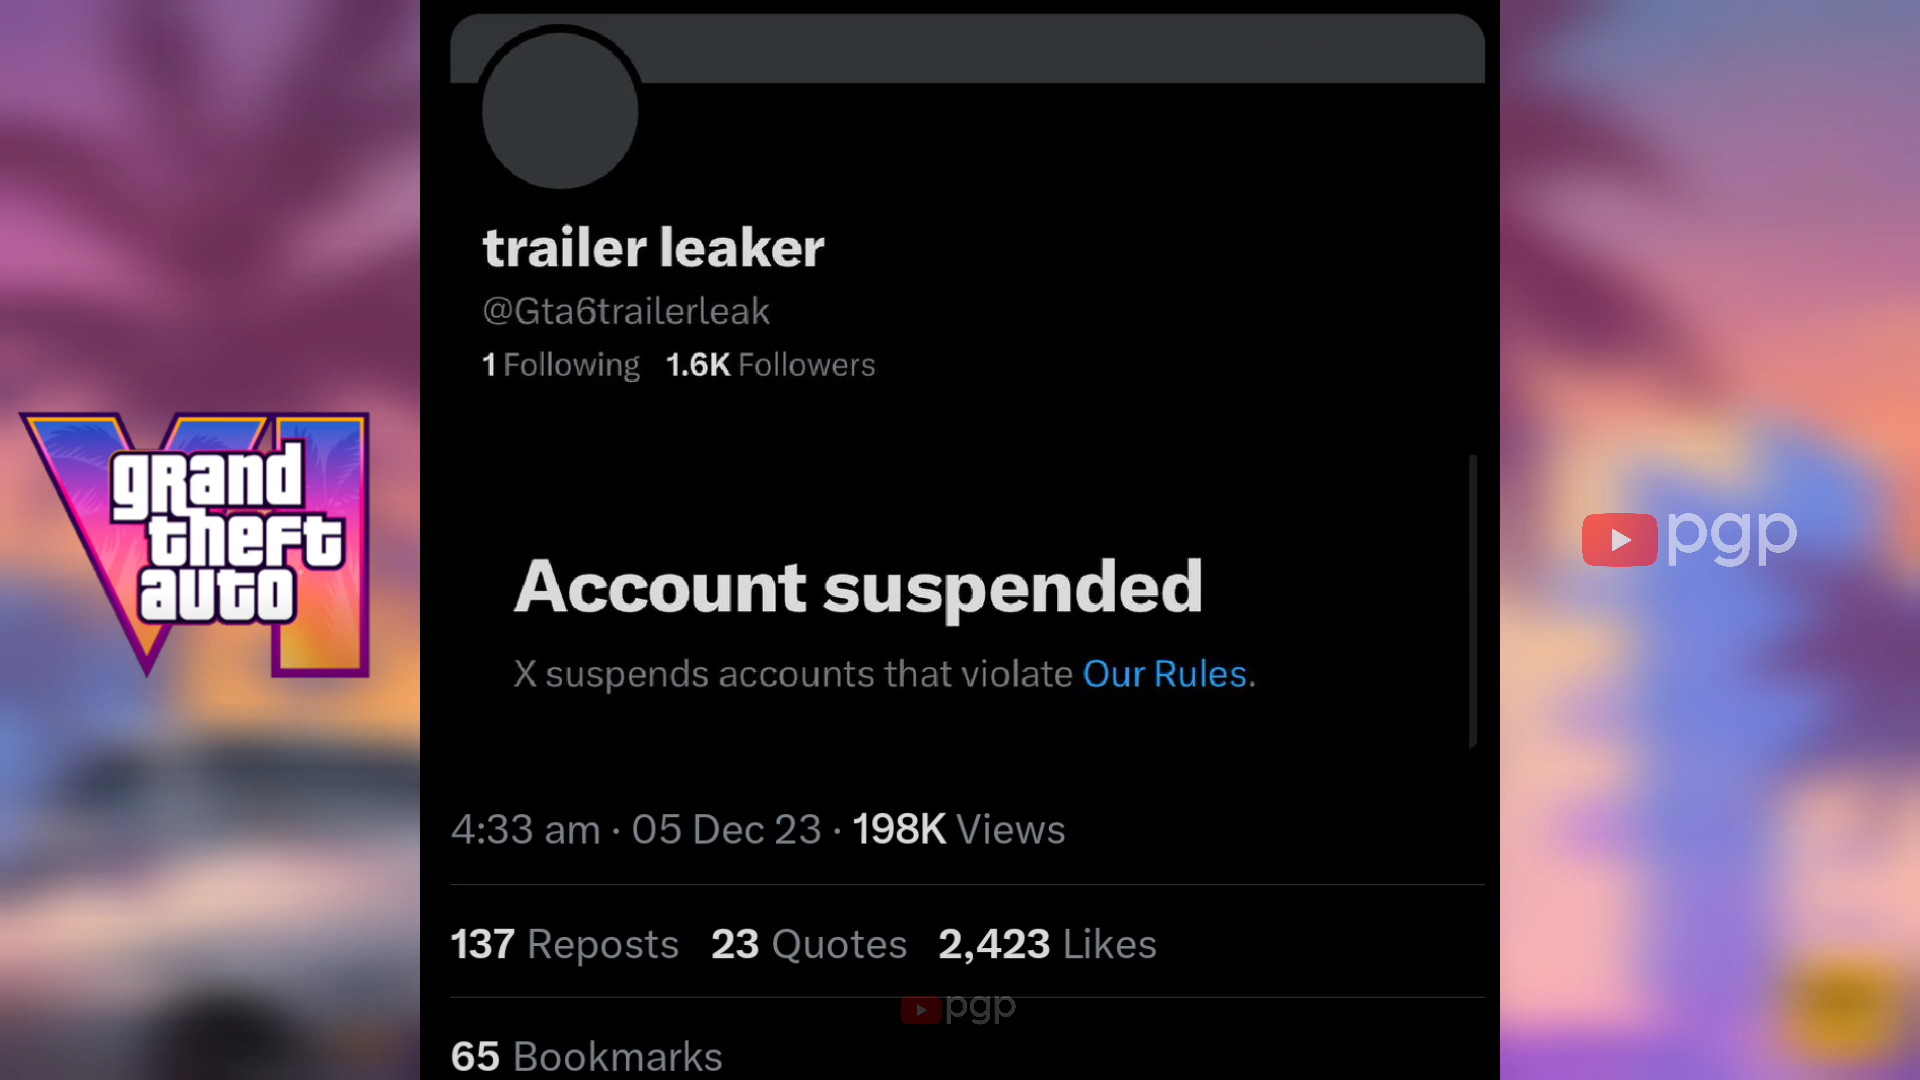 trailer leaker
@Gta6trailerleak
1 Following 1.6K Followers
VI
grand
theft
auto
Account suspended
X suspends accounts that violate Our Rules.
pgp
4:33 am · 05 Dec 23 · 198K Views
137 Reposts 23 Quotes 2,423 Likes
pgp
65 Bookmarks